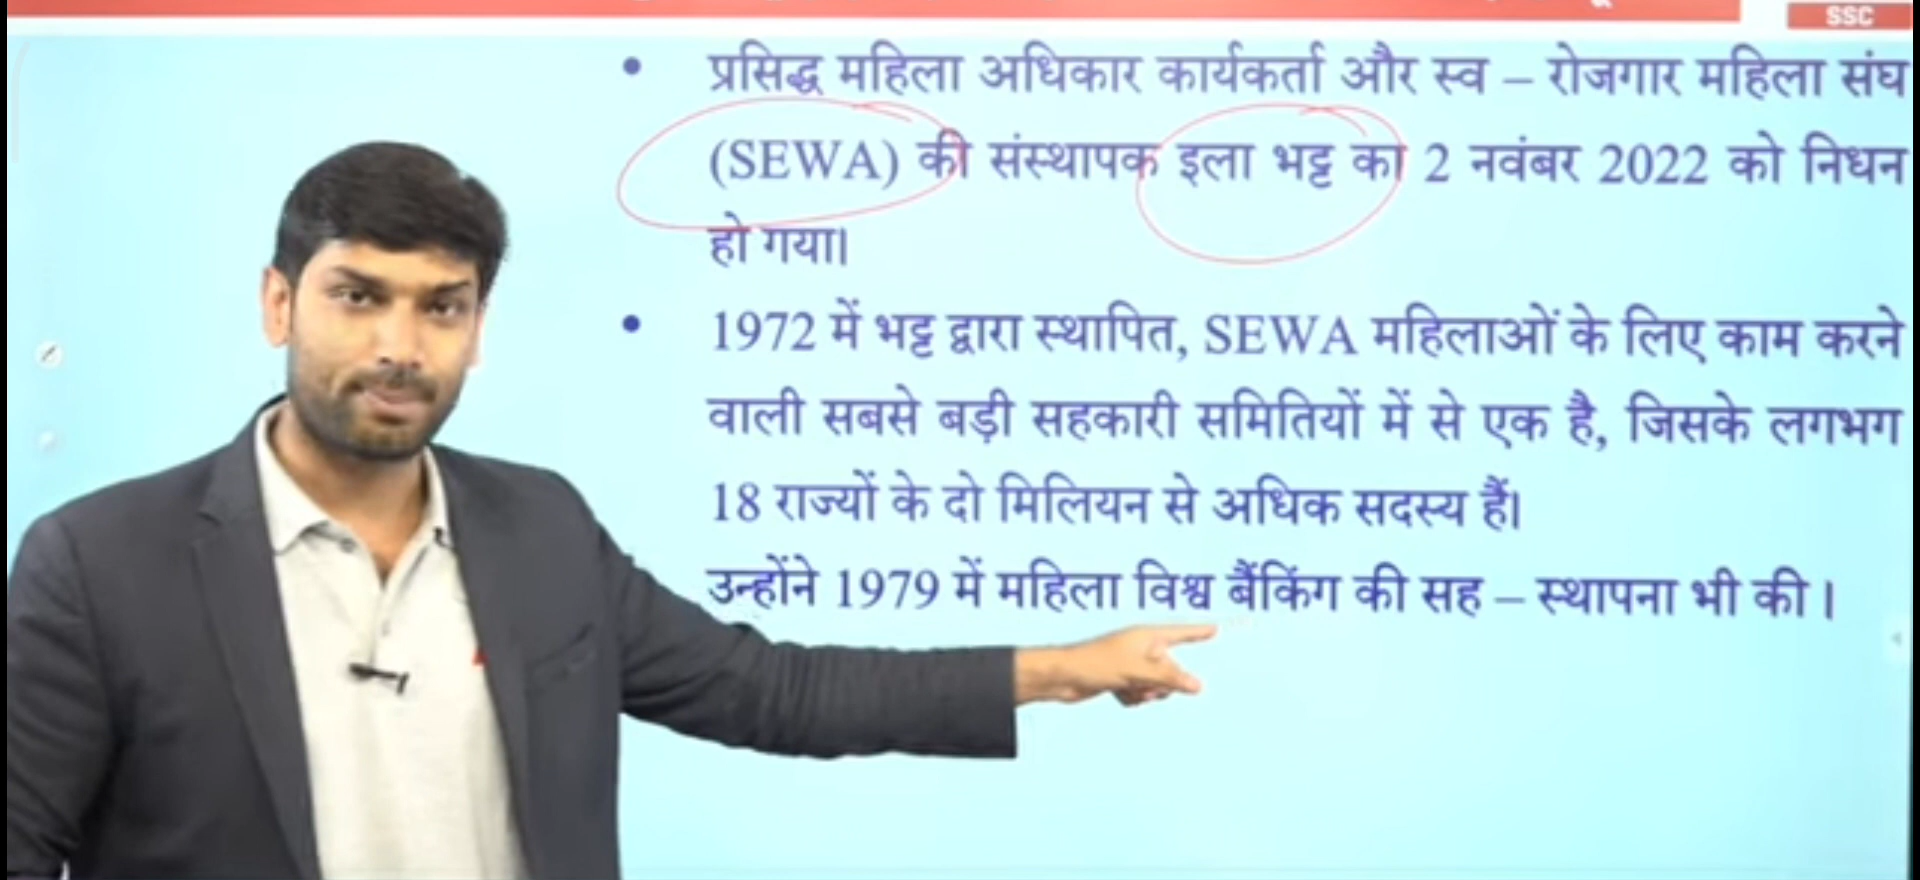 SSC
प्रसिद्ध महिला अधिकार कार्यकर्ता और स्व – रोजगार महिला संघ
(SEWA) की संस्थापक इला भट्ट का 2 नवंबर 2022 को निधन
हो गया।
1972 में भट्ट द्वारा स्थापित, SEWA महिलाओं के लिए काम करने
वाली सबसे बड़ी सहकारी समितियों में से एक है, जिसके लगभग
18 राज्यों के दो मिलियन से अधिक सदस्य हैं।
उन्होंने 1979 में महिला विश्व बैंकिंग की सह – स्थापना भी की ।